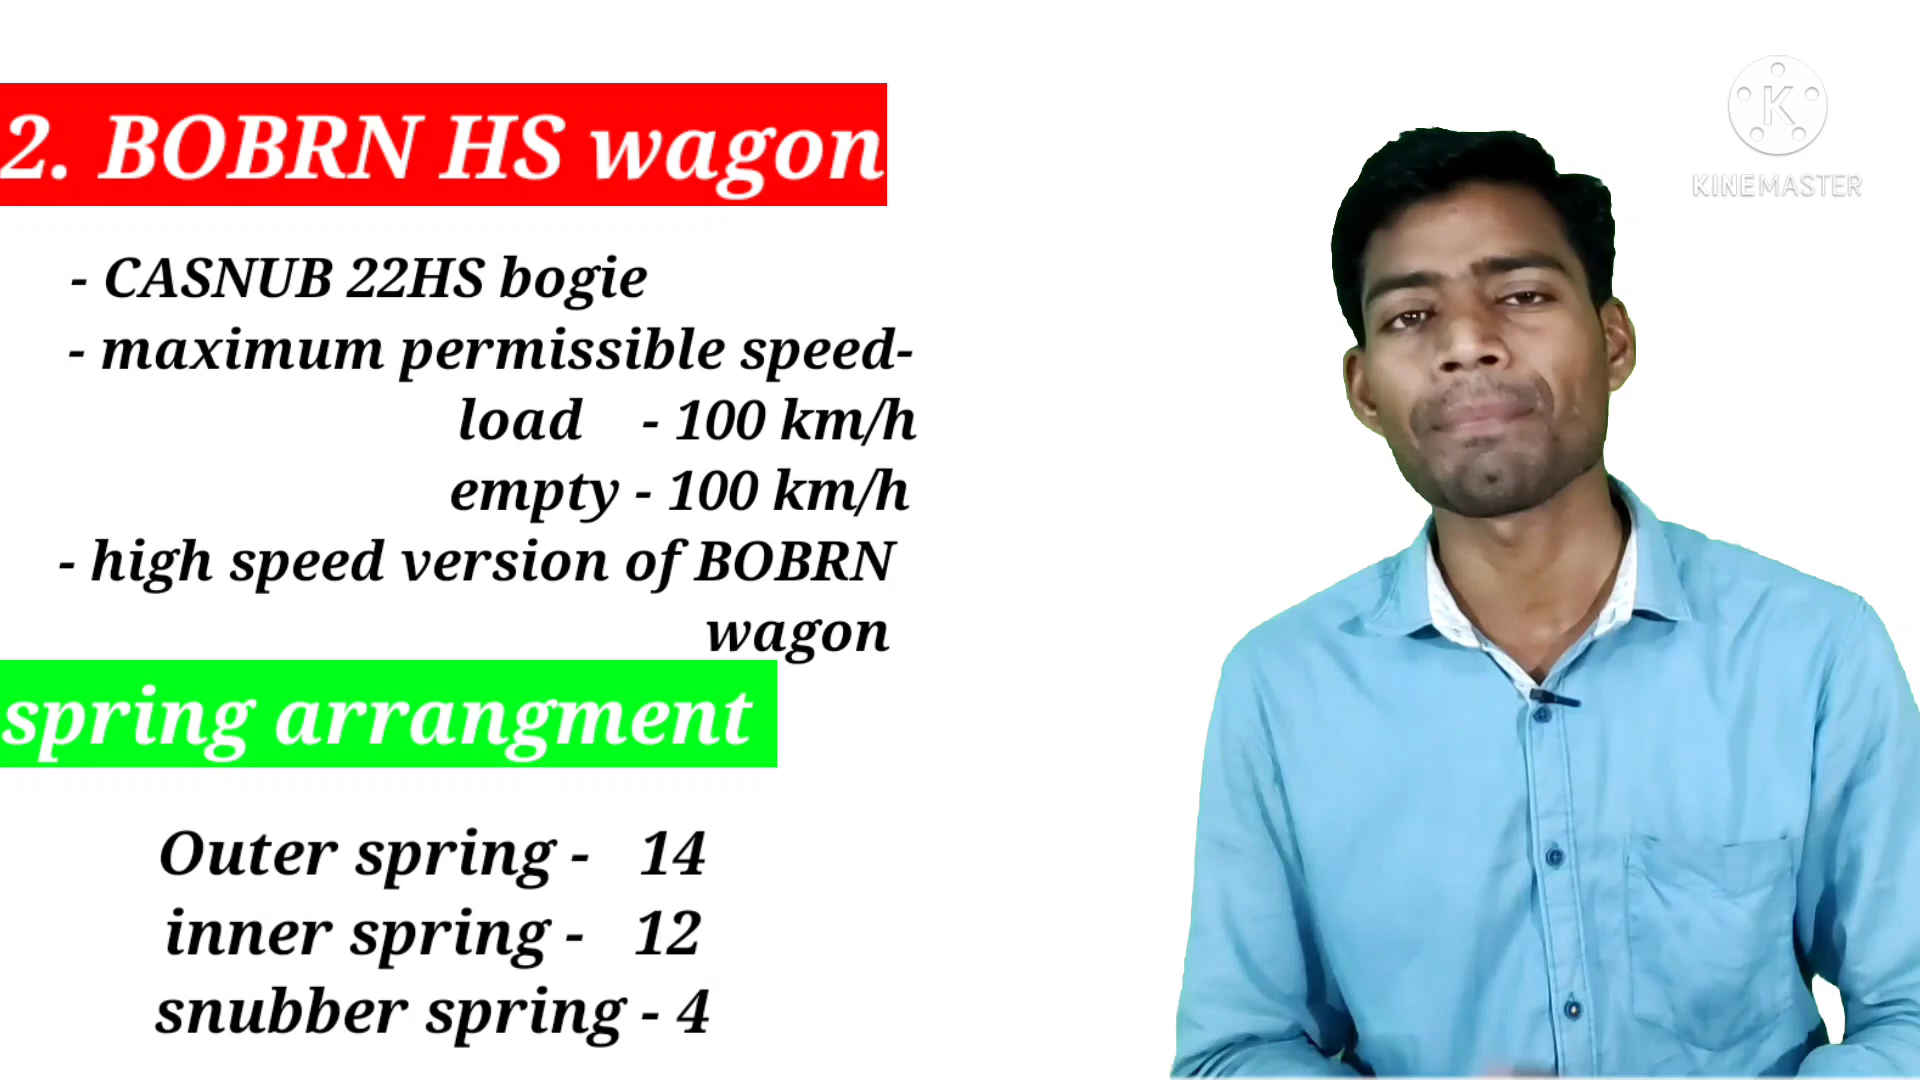 2. BOBRN HS wagon
- CASNUB 22HS bogie
- maximum permissible speed-
load - 100 km/h
empty - 100 km/h
- high speed version of BOBRN
wagon
spring arrangment
Outer spring - 14
inner spring - 12
snubber spring - 4
K
KINEMASTER